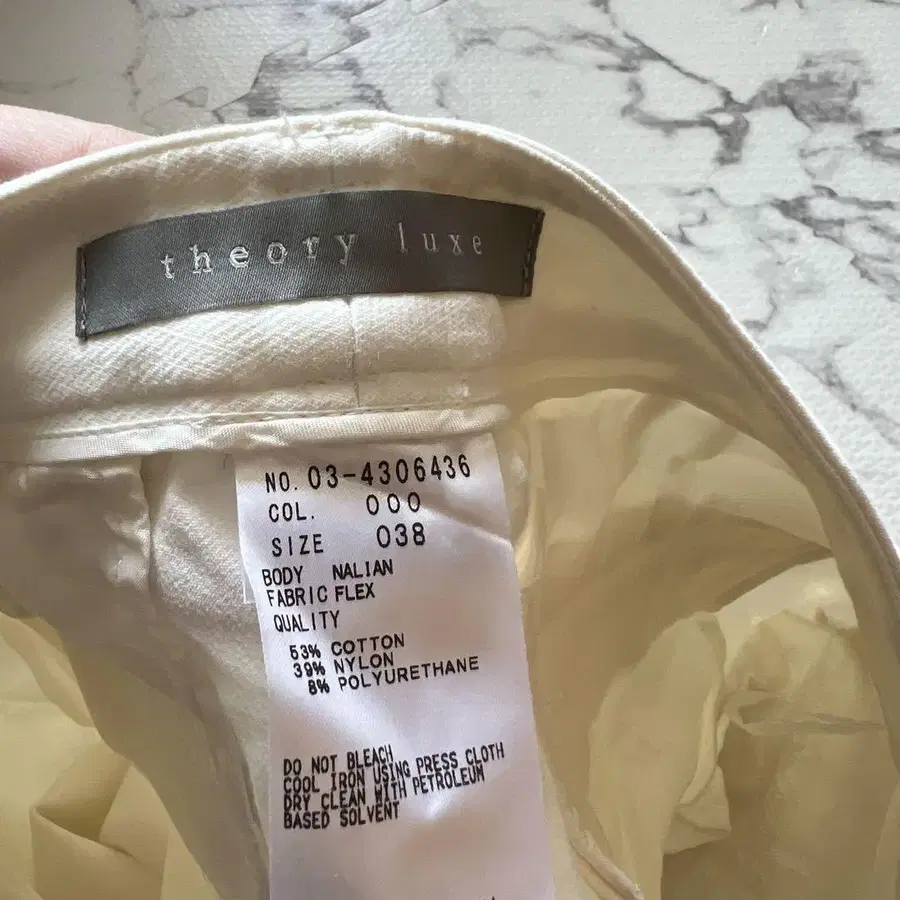 theory luxe
NO. 03-4306436
COL. 000
SIZE 038
BODY NALIAN
FABRIC FLEX
QUALITY
53% COTTON
39% NYLON
8% POLYURETHANE
DO NOT BLEACH
COOL IRON USING PRESS CLOTH
DRY CLEAN WITH PETROLEUM
BASED SOLVENT